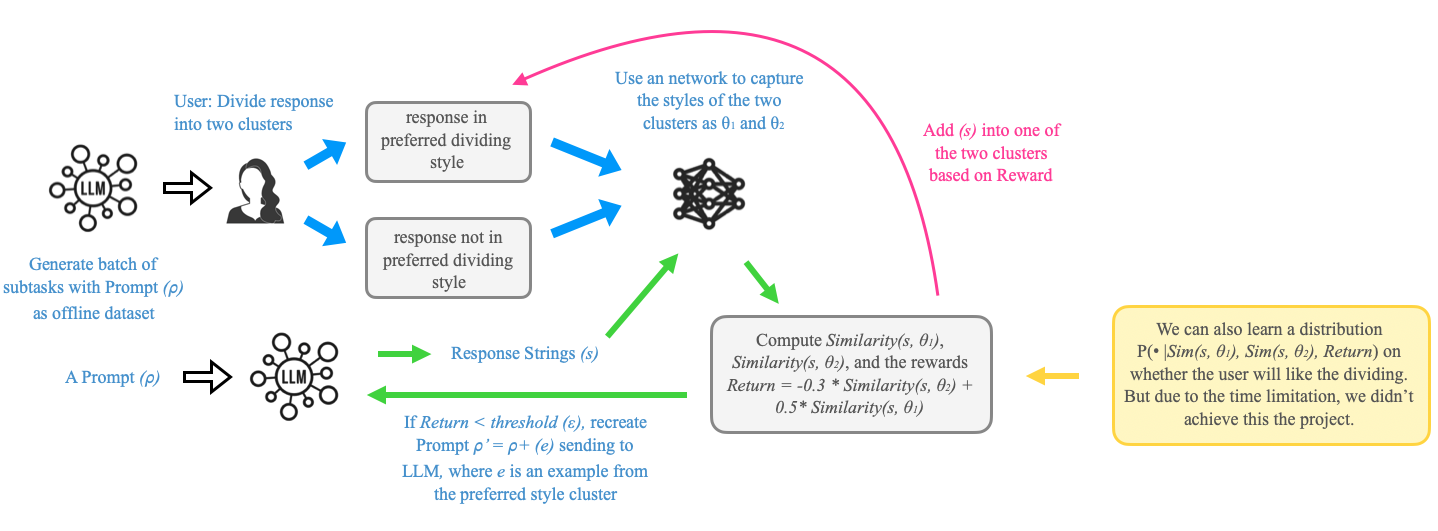 User: Divide response
into two clusters
LLM
Generate batch of
subtasks with Prompt (ρ)
as offline dataset
response in
preferred dividing
style
response not in
preferred dividing
style
Use an network to capture
the styles of the two
clusters as θ₁ and θ₂
Add (s) into one of
the two clusters
based on Reward
A Prompt (ρ)
LLM
Response Strings (s)
If Return < threshold (ε), recreate
Prompt ρ’ = ρ+ (e) sending to
LLM, where e is an example from
the preferred style cluster
Compute Similarity(s, θ₁),
Similarity(s, θ₂), and the rewards
Return = -0.3 * Similarity(s, θ₂) +
0.5* Similarity(s, θ₁)
We can also learn a distribution
P(• |Sim(s, θ₁), Sim(s, θ₂), Return) on
whether the user will like the dividing.
But due to the time limitation, we didn’t
achieve this the project.